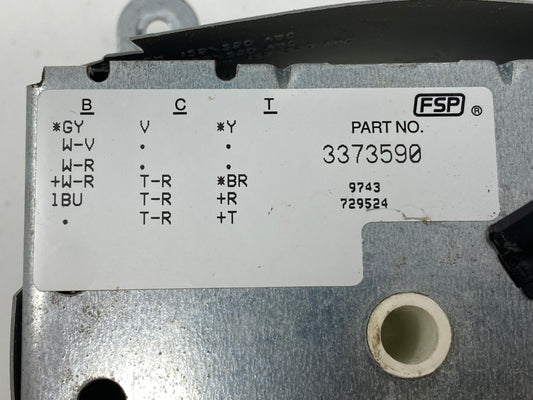 B C T
*GY V *Y
W-V . .
W-R . .
+W-R T-R *BR
1BU T-R +R
. T-R +T
FSP ®
PART NO.
3373590
9743
729524